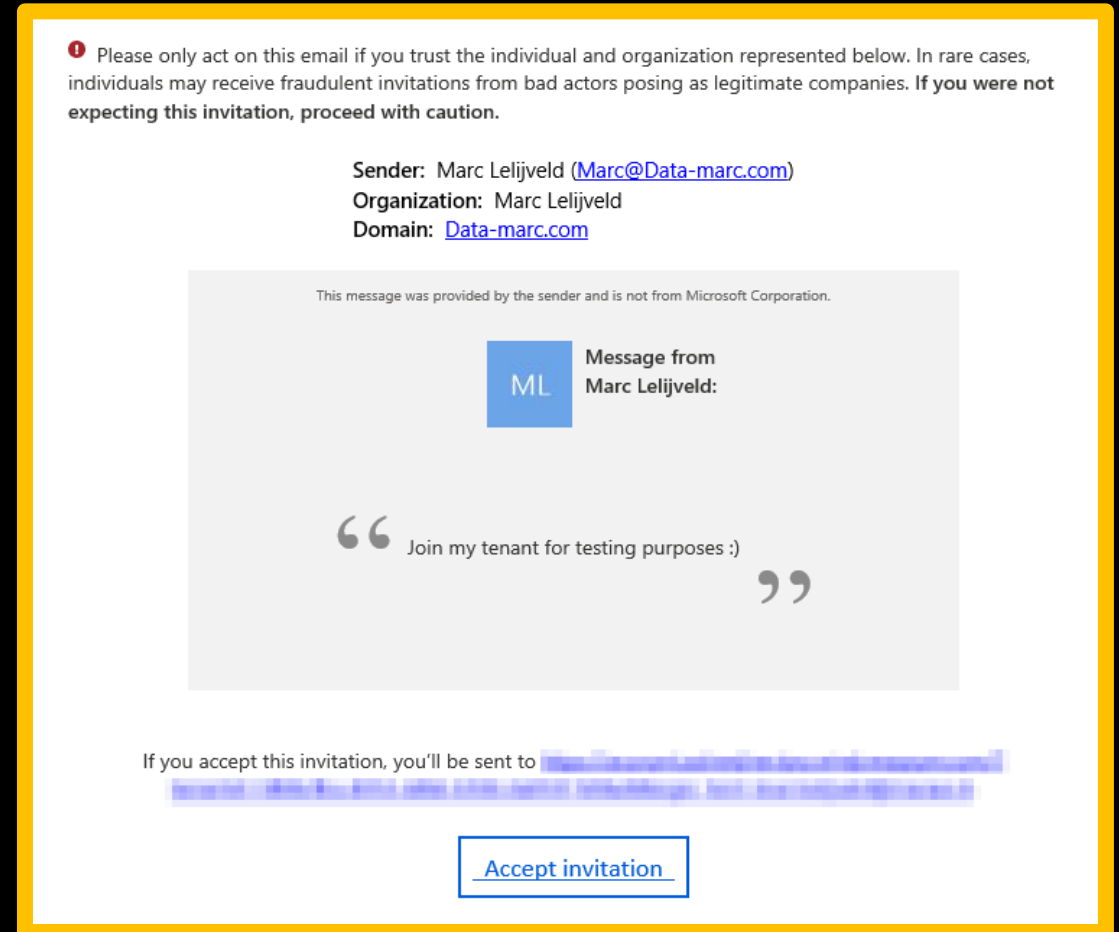 Please only act on this email if you trust the individual and organization represented below. In rare cases,
individuals may receive fraudulent invitations from bad actors posing as legitimate companies. If you were not
expecting this invitation, proceed with caution.
Sender: Marc Lelijveld (Marc@Data-marc.com)
Organization: Marc Lelijveld
Domain: Data-marc.com
This message was provided by the sender and is not from Microsoft Corporation.
ML
Message from
Marc Lelijveld:
“ Join my tenant for testing purposes :) ”
If you accept this invitation, you’ll be sent to
Accept invitation